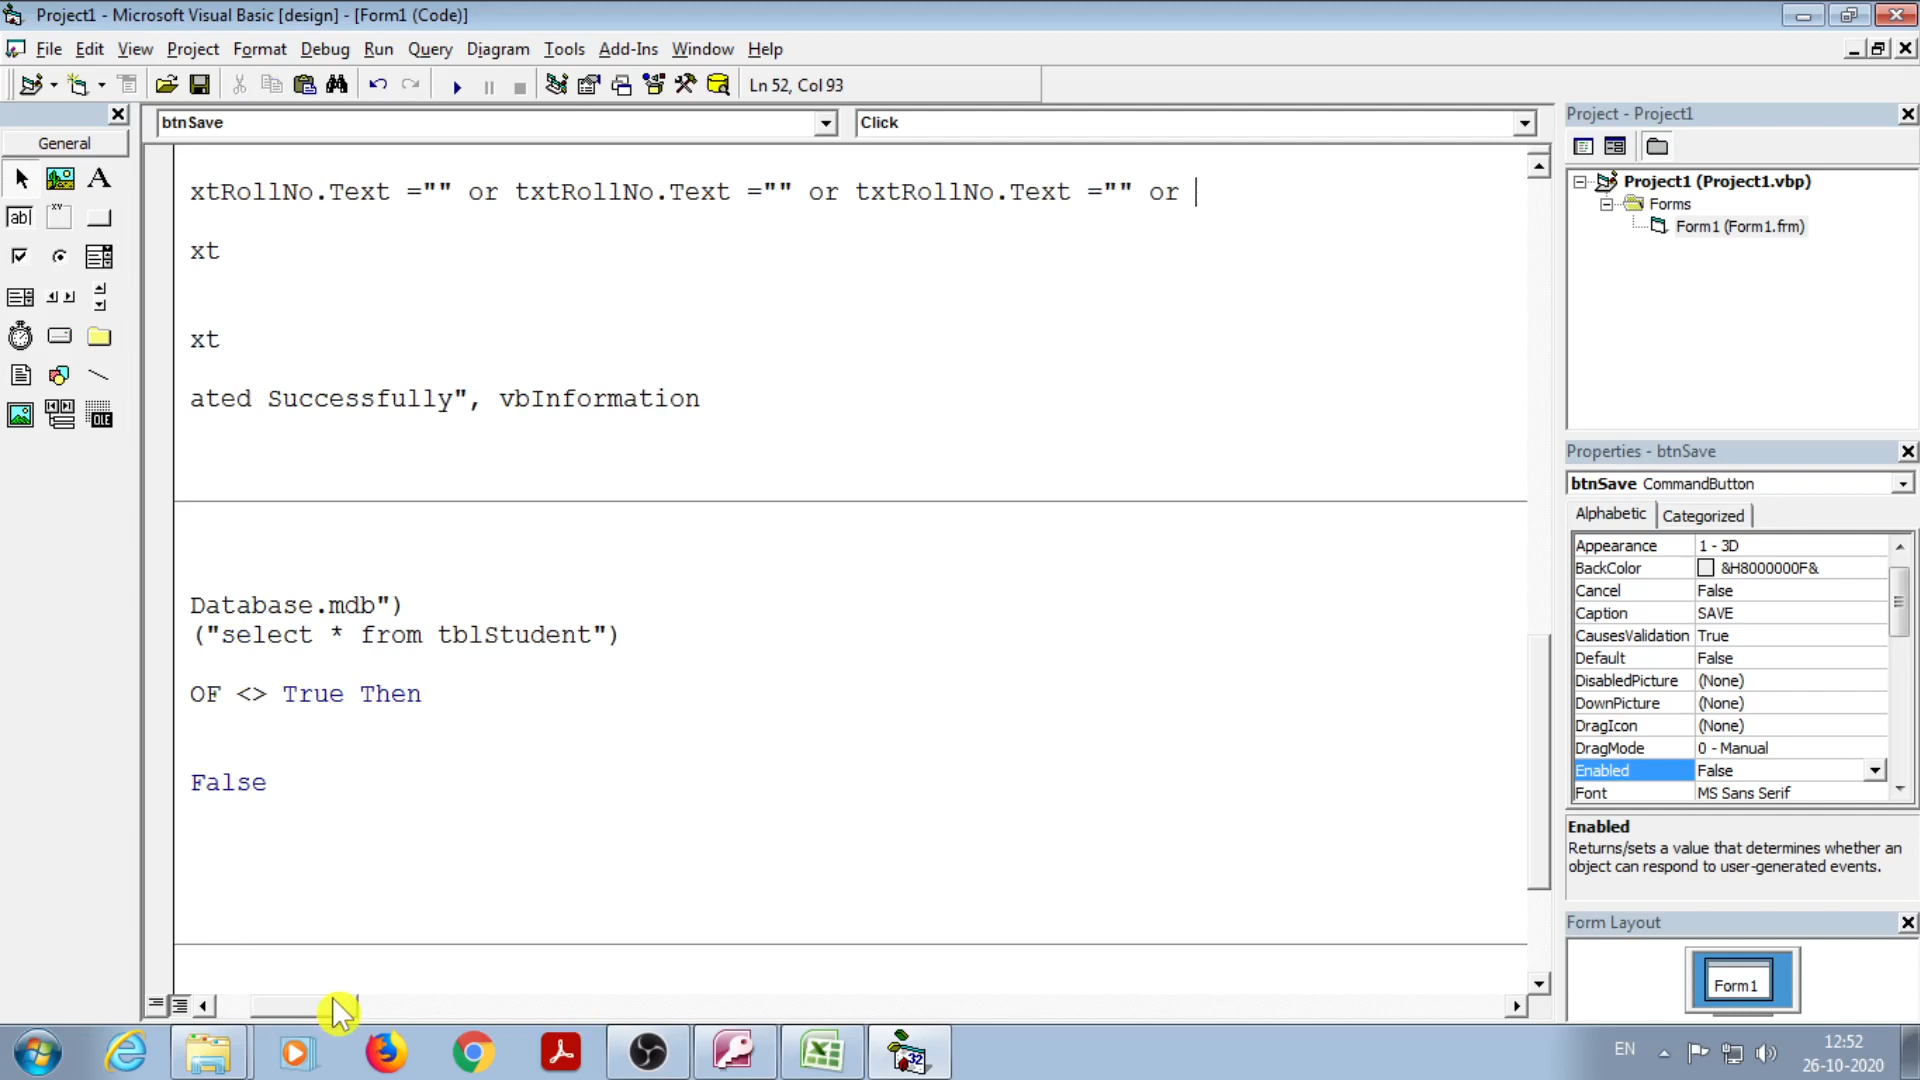 Project1 - Microsoft Visual Basic [design] - [Form1 (Code)]
File Edit View Project Format Debug Run Query Diagram Tools Add-Ins Window Help
Ln 52, Col 93
General
btnSave
Click
xtRollNo.Text ="" or txtRollNo.Text ="" or txtRollNo.Text ="" or
xt
xt
ated Successfully", vbInformation
Database.mdb")
("select * from tblStudent")
OF <> True Then
False
Project - Project1
Project1 (Project1.vbp)
Forms
Form1 (Form1.frm)
Properties - btnSave
btnSave CommandButton
Alphabetic Categorized
Appearance 1 - 3D
BackColor &H8000000F&
Cancel False
Caption SAVE
CausesValidation True
Default False
DisabledPicture (None)
DownPicture (None)
DragIcon (None)
DragMode 0 - Manual
Enabled False
Font MS Sans Serif
Enabled
Returns/sets a value that determines whether an
object can respond to user-generated events.
Form Layout
Form1
A
ab|
XY
OLE
32
EN
12:52
26-10-2020